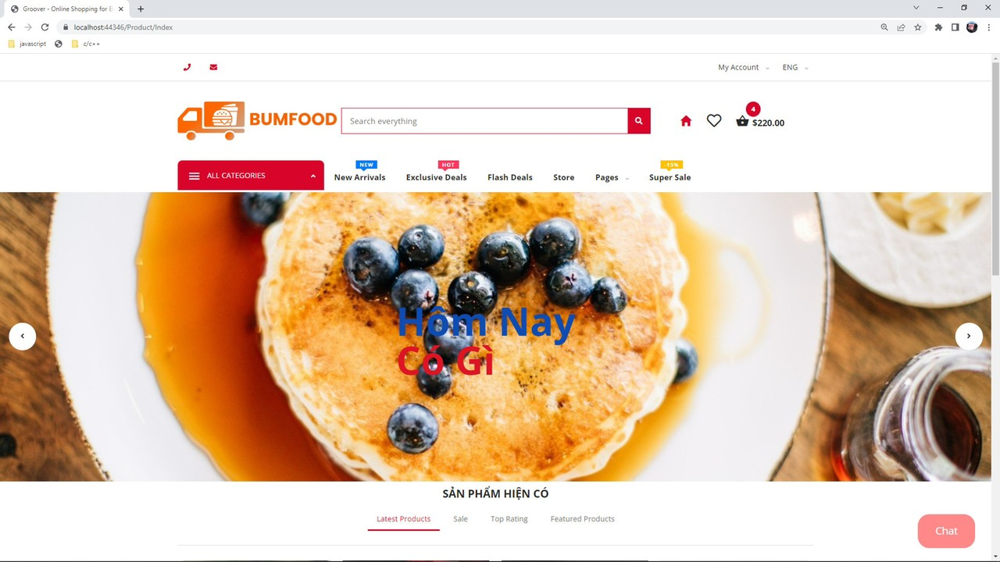 Groover - Online Shopping for El
localhost:44346/Product/Index
javascript
c/c++
My Account
ENG
BUMFOOD
Search everything
4
$220.00
ALL CATEGORIES
NEW
New Arrivals
HOT
Exclusive Deals
Flash Deals
Store
Pages
-15%
Super Sale
Hôm Nay
Có Gì
SẢN PHẨM HIỆN CÓ
Latest Products
Sale
Top Rating
Featured Products
Chat